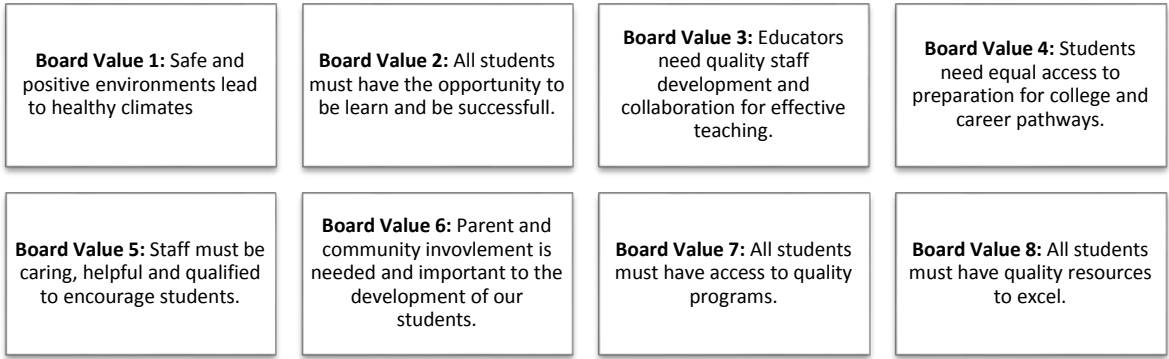 Board Value 1: Safe and
positive environments lead
to healthy climates
Board Value 2: All students
must have the opportunity to
be learn and be successfull.
Board Value 3: Educators
need quality staff
development and
collaboration for effective
teaching.
Board Value 4: Students
need equal access to
preparation for college and
career pathways.
Board Value 5: Staff must be
caring, helpful and qualified
to encourage students.
Board Value 6: Parent and
community invovlement is
needed and important to the
development of our
students.
Board Value 7: All students
must have access to quality
programs.
Board Value 8: All students
must have quality resources
to excel.